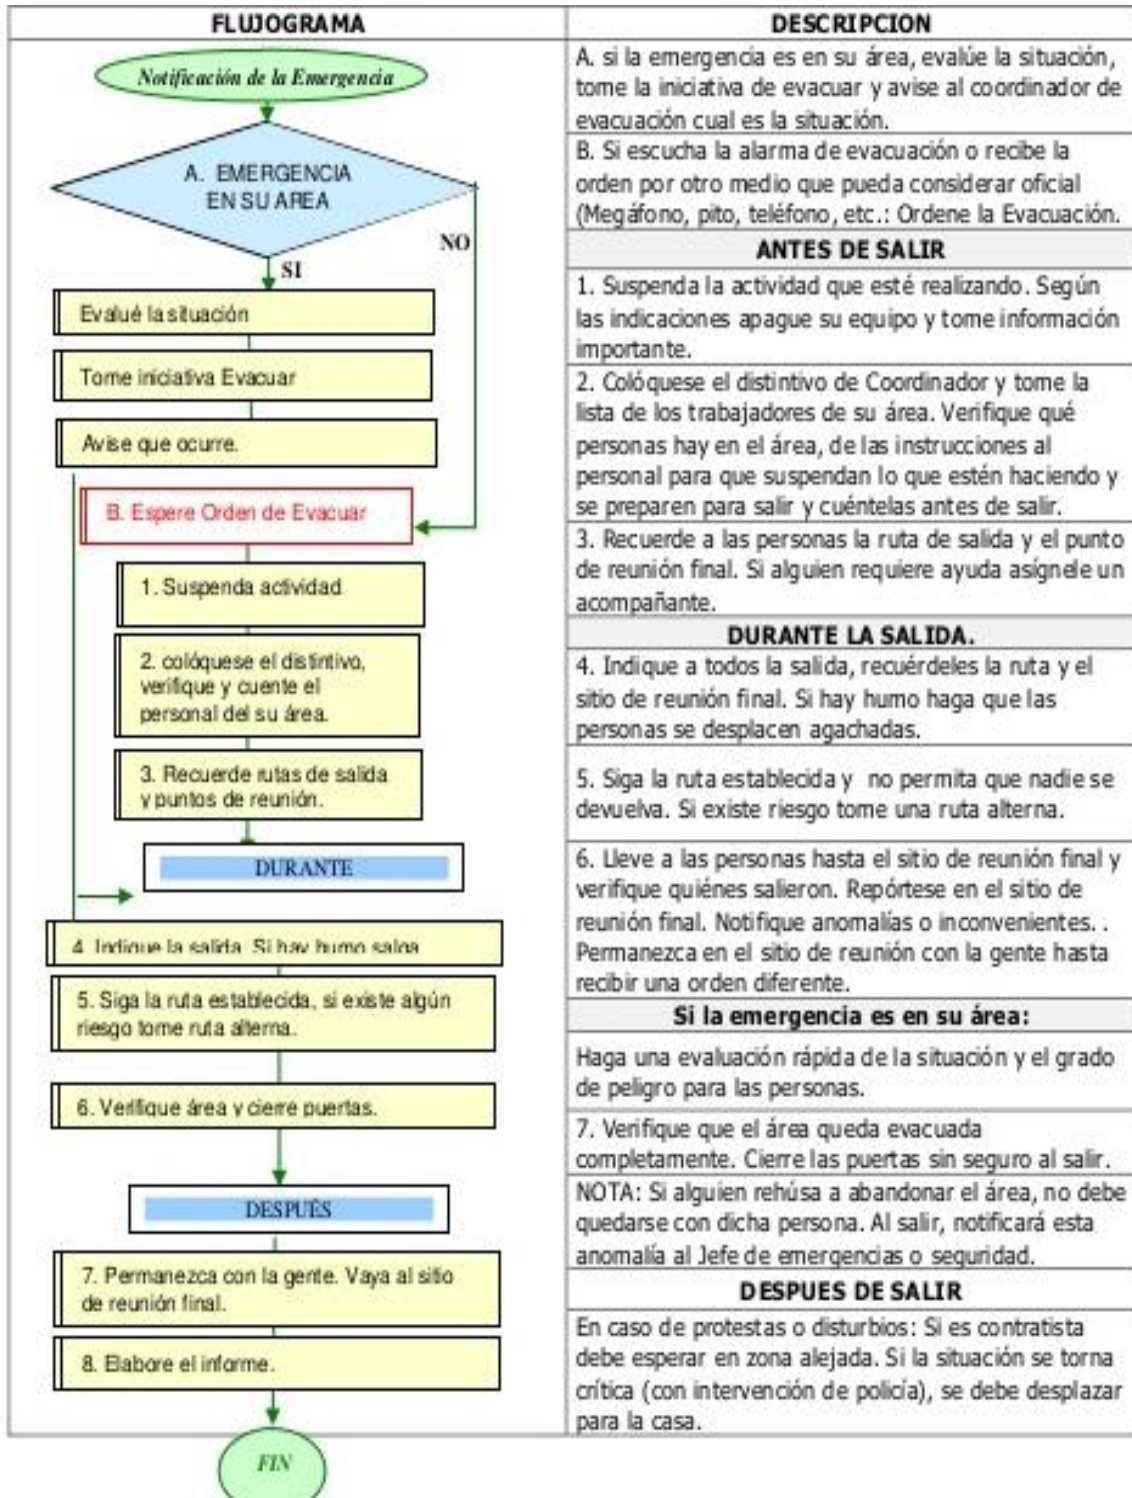 FLUJOGRAMA
Notificación de la Emergencia
A. EMERGENCIA
EN SU AREA
NO
SI
Evalué la situación
Tome iniciativa Evacuar
Avise que ocurre.
B. Espere Orden de Evacuar
1. Suspenda actividad
2. colóquese el distintivo,
verifique y cuente el
personal del su área.
3. Recuerde rutas de salida
y puntos de reunión.
DURANTE
4. Indique la salida. Si hay humo salga
5. Siga la ruta establecida, si existe algún
riesgo tome ruta alterna.
6. Verifique área y cierre puertas.
DESPUÉS
7. Permanezca con la gente. Vaya al sitio
de reunión final.
8. Elabore el informe.
FIN
DESCRIPCION
A. si la emergencia es en su área, evalúe la situación,
tome la iniciativa de evacuar y avise al coordinador de
evacuación cual es la situación.
B. Si escucha la alarma de evacuación o recibe la
orden por otro medio que pueda considerar oficial
(Megáfono, pito, teléfono, etc.: Ordene la Evacuación.
ANTES DE SALIR
1. Suspenda la actividad que esté realizando. Según
las indicaciones apague su equipo y tome información
importante.
2. Colóquese el distintivo de Coordinador y tome la
lista de los trabajadores de su área. Verifique qué
personas hay en el área, de las instrucciones al
personal para que suspendan lo que estén haciendo y
se preparen para salir y cuéntelas antes de salir.
3. Recuerde a las personas la ruta de salida y el punto
de reunión final. Si alguien requiere ayuda asígnele un
acompañante.
DURANTE LA SALIDA.
4. Indique a todos la salida, recuérdeles la ruta y el
sitio de reunión final. Si hay humo haga que las
personas se desplacen agachadas.
5. Siga la ruta establecida y no permita que nadie se
devuelva. Si existe riesgo tome una ruta alterna.
6. Lleve a las personas hasta el sitio de reunión final y
verifique quiénes salieron. Repórtese en el sitio de
reunión final. Notifique anomalías o inconvenientes. .
Permanezca en el sitio de reunión con la gente hasta
recibir una orden diferente.
Si la emergencia es en su área:
Haga una evaluación rápida de la situación y el grado
de peligro para las personas.
7. Verifique que el área queda evacuada
completamente. Cierre las puertas sin seguro al salir.
NOTA: Si alguien rehúsa a abandonar el área, no debe
quedarse con dicha persona. Al salir, notificará esta
anomalía al Jefe de emergencias o seguridad.
DESPUES DE SALIR
En caso de protestas o disturbios: Si es contratista
debe esperar en zona alejada. Si la situación se torna
crítica (con intervención de policía), se debe desplazar
para la casa.